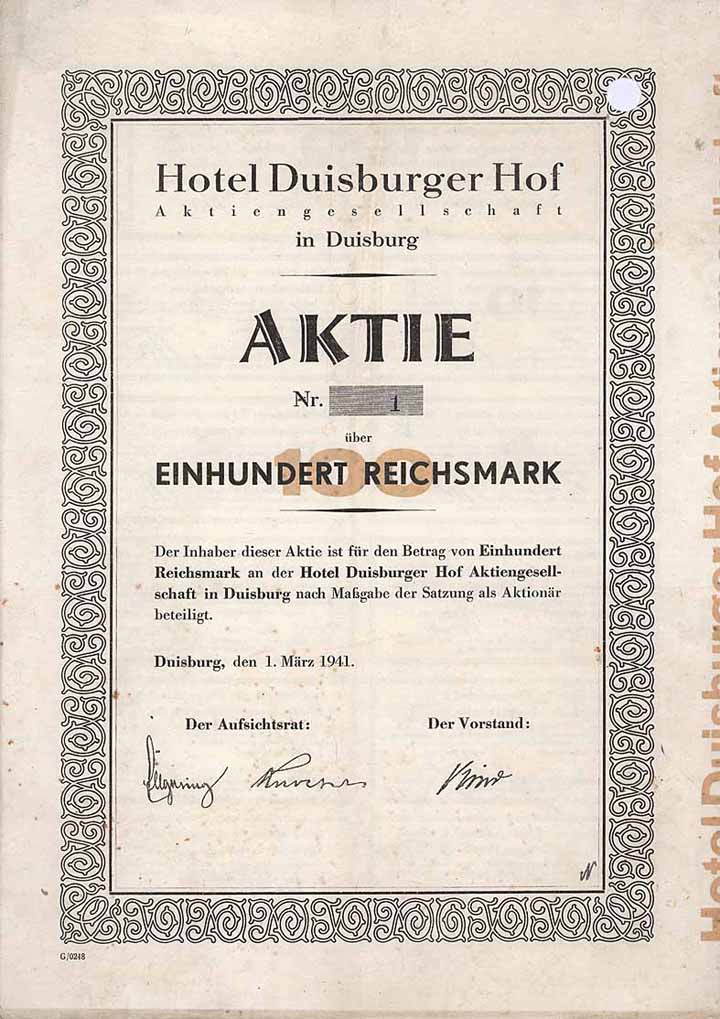 Hotel Duisburger Hof
Aktiengesellschaft
in Duisburg
AKTIE
Nr. 1
über
100
EINHUNDERT REICHSMARK
Der Inhaber dieser Aktie ist für den Betrag von Einhundert
Reichsmark an der Hotel Duisburger Hof Aktiengesell-
schaft in Duisburg nach Maßgabe der Satzung als Aktionär
beteiligt.
Duisburg, den 1. März 1941.
Der Aufsichtsrat: Der Vorstand:
N
G/0248